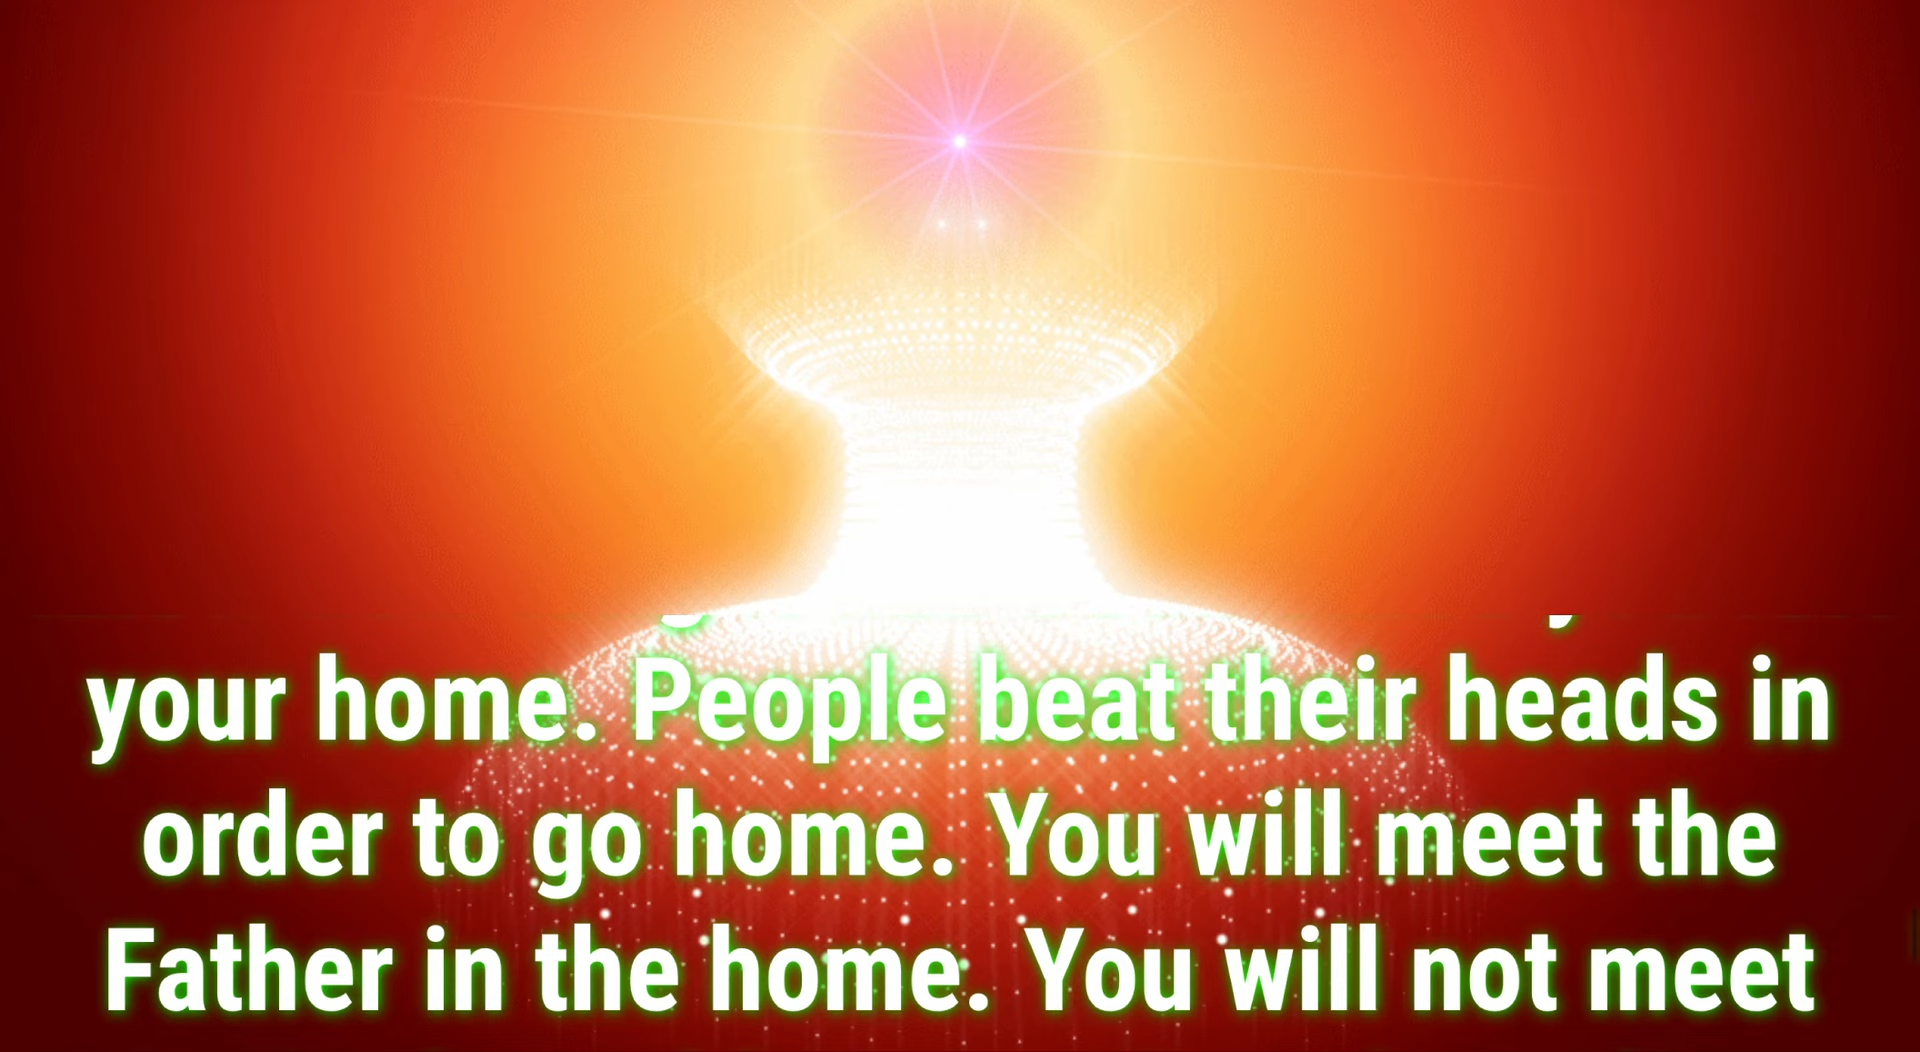 your home. People beat their heads in
order to go home. You will meet the
Father in the home. You will not meet